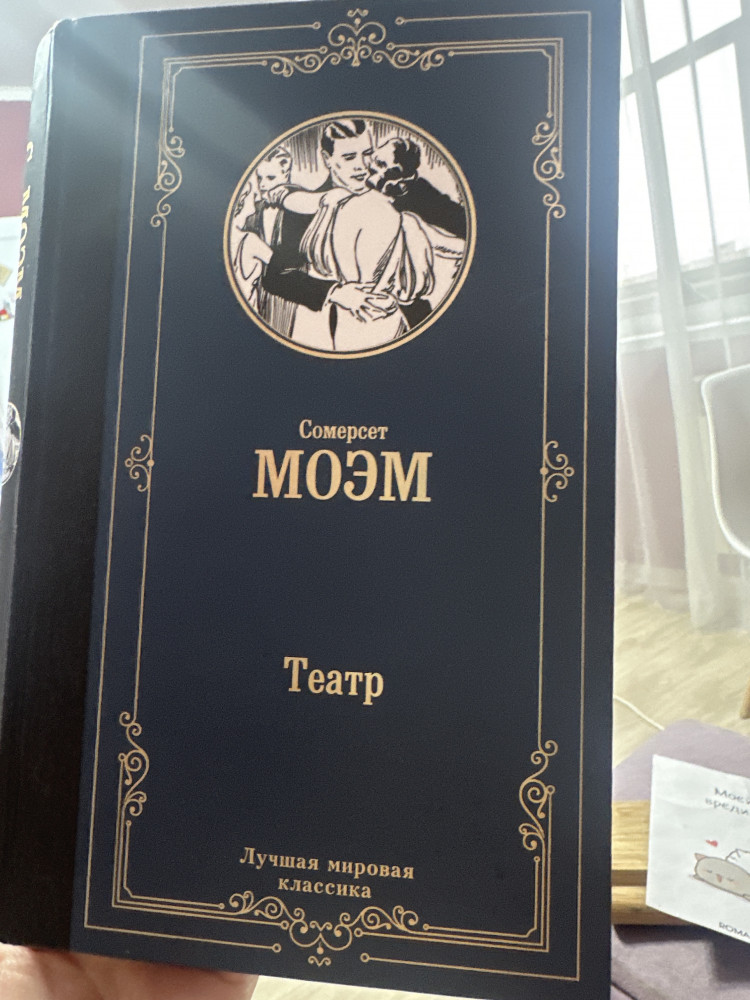 Сомерсет
МОЭМ
Театр
Лучшая мировая
классика